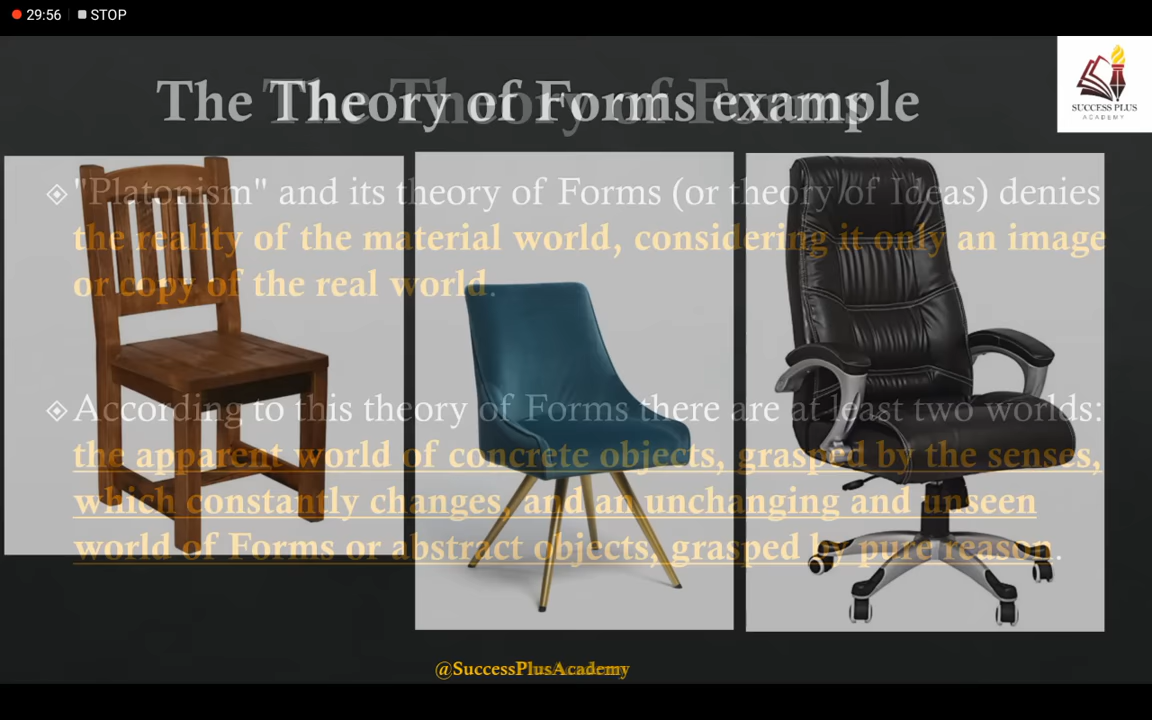 29:56 STOP
The Theory of Forms example
The Theory of Forms
SUCCESS PLUS
ACADEMY
"Platonism" and its theory of Forms (or theory of Ideas) denies
the reality of the material world, considering it only an image
or copy of the real world.
According to this theory of Forms there are at least two worlds:
the apparent world of concrete objects, grasped by the senses,
which constantly changes, and an unchanging and unseen
world of Forms or abstract objects, grasped by pure reason.
@SuccessPlusAcademy